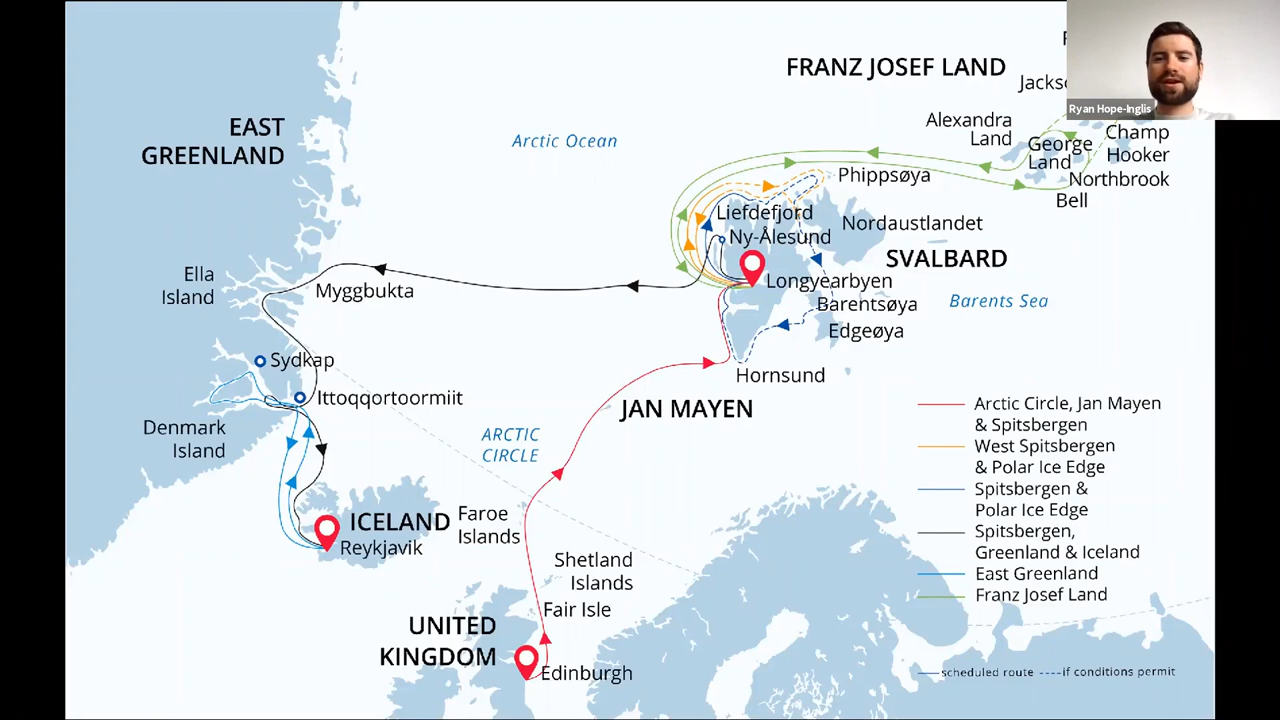 FRANZ JOSEF LAND
Ryan Hope-Inglis
Alexandra
Land
George
Land
Champ
Hooker
Northbrook
Bell
EAST
GREENLAND
Arctic Ocean
Phippsøya
Liefdefjord
Nordaustlandet
Ny-Ålesund
SVALBARD
Longyearbyen
Barentsøya
Barents Sea
Edgeøya
Hornsund
Ella
Island
Myggbukta
Sydkap
Ittoqqortoormiit
Denmark
Island
JAN MAYEN
ARCTIC
CIRCLE
ICELAND
Reykjavik
Faroe
Islands
Shetland
Islands
Fair Isle
UNITED
KINGDOM
Edinburgh
Arctic Circle, Jan Mayen
& Spitsbergen
West Spitsbergen
& Polar Ice Edge
Spitsbergen &
Polar Ice Edge
Spitsbergen,
Greenland & Iceland
East Greenland
Franz Josef Land
scheduled route
if conditions permit